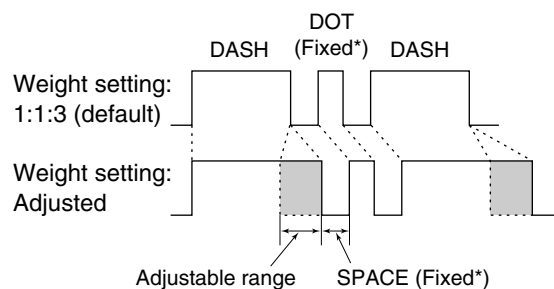 DOT
(Fixed*)
DASH
DASH
Weight setting:
1:1:3 (default)
Weight setting:
Adjusted
Adjustable range
SPACE (Fixed*)